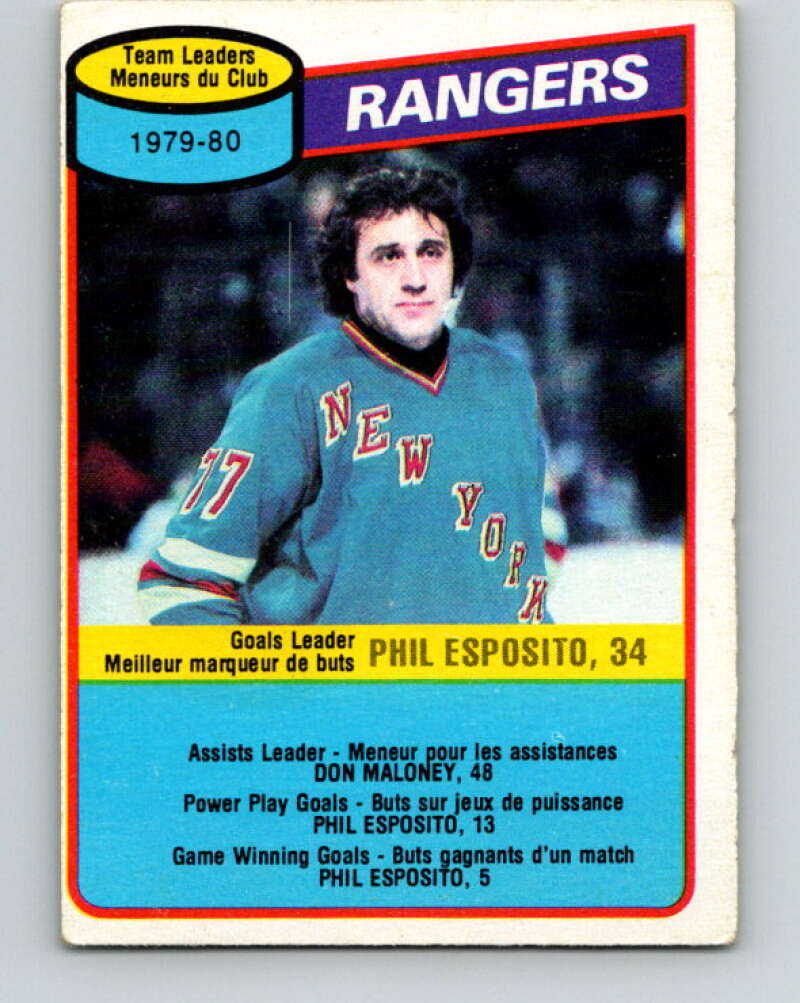 Team Leaders
Meneurs du Club
1979-80
RANGERS
NEW YORK
77
Goals Leader
Meilleur marqueur de buts
PHIL ESPOSITO, 34
Assists Leader - Meneur pour les assistances
DON MALONEY, 48
Power Play Goals - Buts sur jeux de puissance
PHIL ESPOSITO, 13
Game Winning Goals - Buts gagnants d'un match
PHIL ESPOSITO, 5